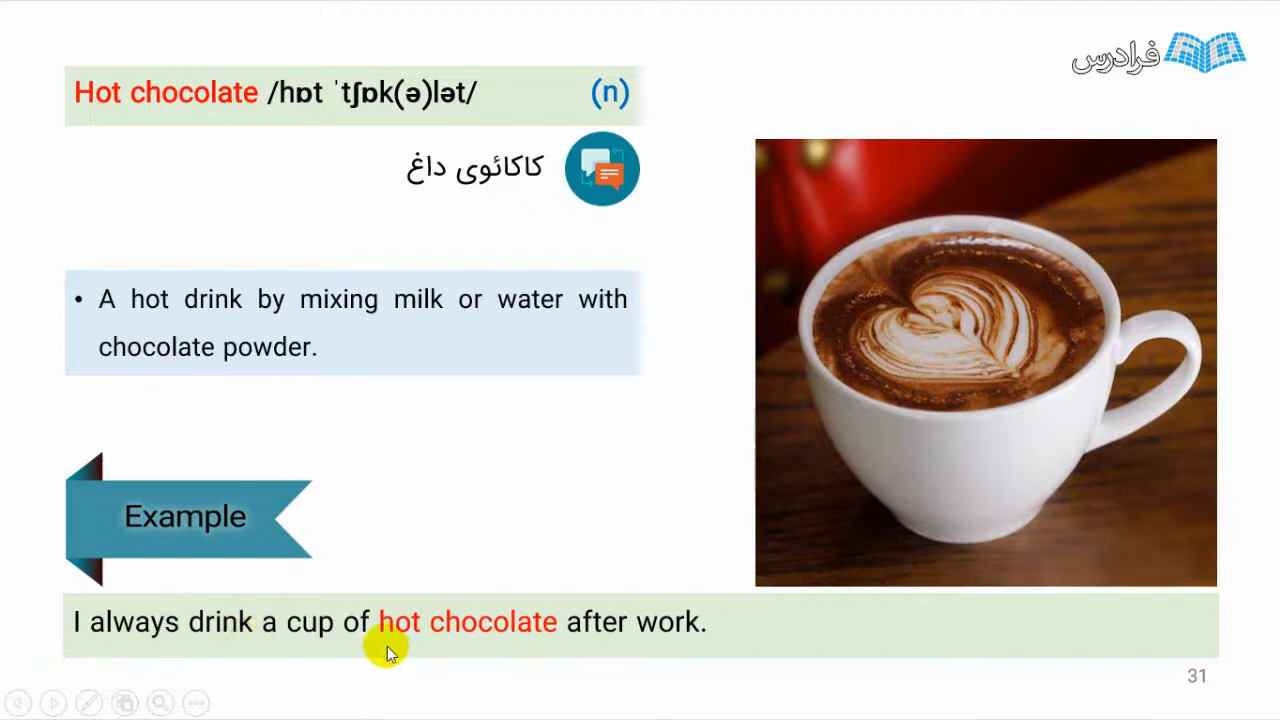 فرادرس
Hot chocolate /hɒt ˈtʃɒk(ə)lət/ (n)
کاکائوی داغ
• A hot drink by mixing milk or water with
chocolate powder.
Example
I always drink a cup of hot chocolate after work.
31